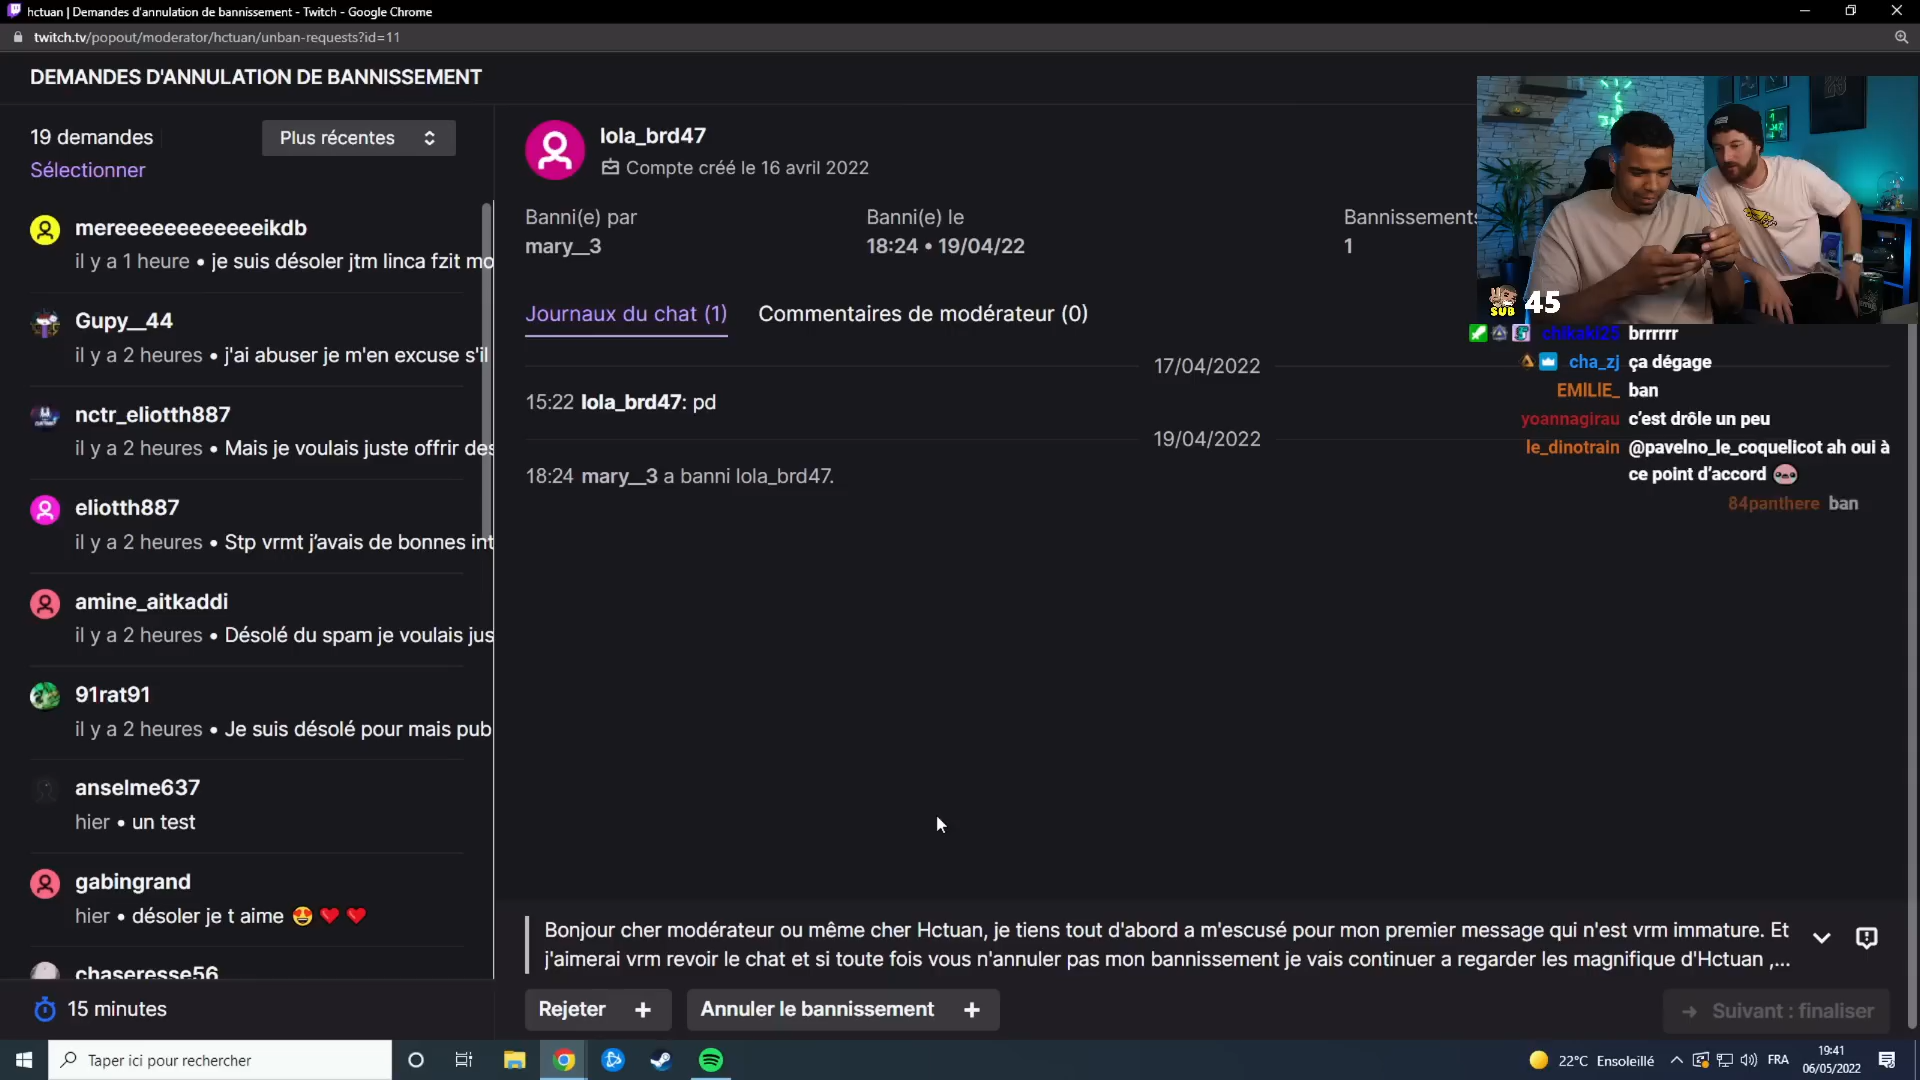 hctuan | Demandes d'annulation de bannissement - Twitch - Google Chrome
twitch.tv/popout/moderator/hctuan/unban-requests?id=11
DEMANDES D'ANNULATION DE BANNISSEMENT
19 demandes
Plus récentes
Sélectionner
mereeeeeeeeeeeeikdb
il y a 1 heure • je suis désoler jtm linca fzit mo
Gupy__44
il y a 2 heures • j'ai abuser je m'en excuse s'il
nctr_eliotth887
il y a 2 heures • Mais je voulais juste offrir des
eliotth887
il y a 2 heures • Stp vrmt j'avais de bonnes int
amine_aitkaddi
il y a 2 heures • Désolé du spam je voulais jus
91rat91
il y a 2 heures • Je suis désolé pour mais pub
anselme637
hier • un test
gabingrand
hier • désoler je t aime 😍 ❤️ ❤️
chaseresse56
15 minutes
lola_brd47
Compte créé le 16 avril 2022
Banni(e) par
mary__3
Banni(e) le
18:24 • 19/04/22
Bannissements
1
Journaux du chat (1)
Commentaires de modérateur (0)
17/04/2022
15:22 lola_brd47: pd
19/04/2022
18:24 mary__3 a banni lola_brd47.
SUB 45
chikaki25 brrrrrr
cha_zj ça dégage
EMILIE_ ban
yoannagirau c'est drôle un peu
le_dinotrain @pavelno_le_coquelicot ah oui à
ce point d'accord
84panthere ban
Bonjour cher modérateur ou même cher Hctuan, je tiens tout d'abord a m'escusé pour mon premier message qui n'est vrm immature. Et
j'aimerai vrm revoir le chat et si toute fois vous n'annuler pas mon bannissement je vais continuer a regarder les magnifique d'Hctuan ,...
Rejeter +
Annuler le bannissement +
→ Suivant : finaliser
Taper ici pour rechercher
22°C Ensoleillé
FRA
19:41
06/05/2022